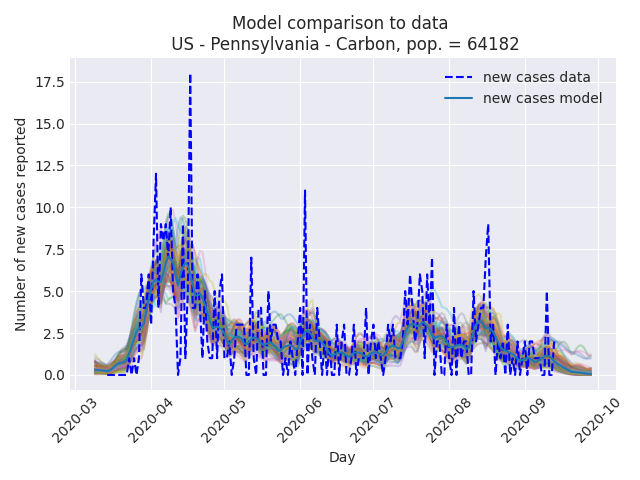 Model comparison to data
US - Pennsylvania - Carbon, pop. = 64182
new cases data
new cases model
Number of new cases reported
17.5
15.0
12.5
10.0
7.5
5.0
2.5
0.0
2020-03
2020-04
2020-05
2020-06
2020-07
2020-08
2020-09
2020-10
Day